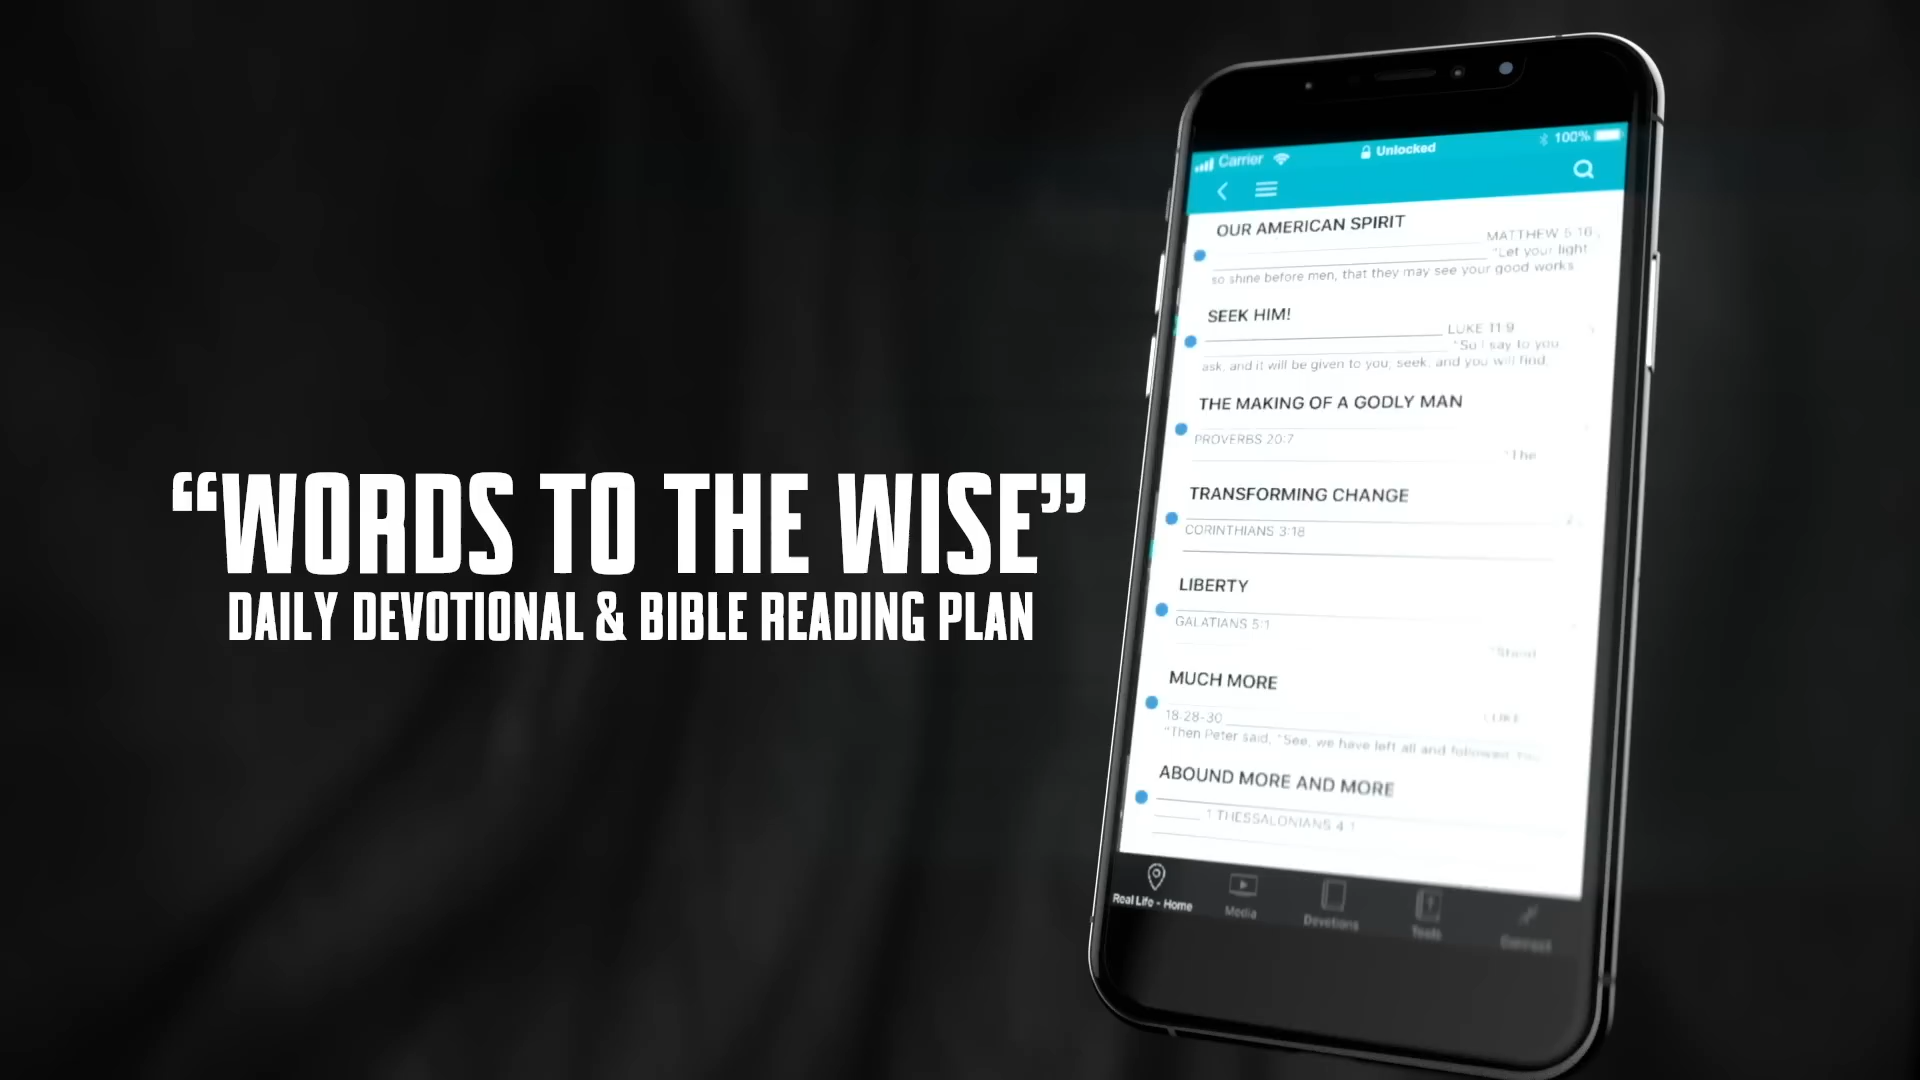 “WORDS TO THE WISE”
DAILY DEVOTIONAL & BIBLE READING PLAN
Carrier
Unlocked
100%
OUR AMERICAN SPIRIT
MATTHEW 5:16
"Let your light
so shine before men, that they may see your good works
SEEK HIM!
LUKE 11:9
"So I say to you
ask, and it will be given to you; seek, and you will find;
THE MAKING OF A GODLY MAN
PROVERBS 20:7
"The
TRANSFORMING CHANGE
CORINTHIANS 3:18
LIBERTY
GALATIANS 5:1
"Stand
MUCH MORE
18:28-30
LUKE
"Then Peter said, "See, we have left all and followed You
ABOUND MORE AND MORE
1 THESSALONIANS 4:1
Real Life - Home
Media
Devotions
Tools
Connect